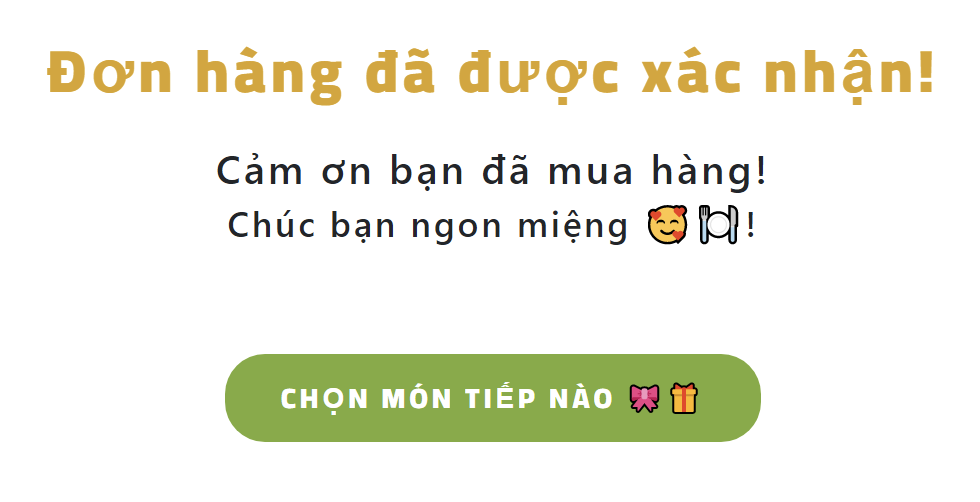 Đơn hàng đã được xác nhận!
Cảm ơn bạn đã mua hàng!
Chúc bạn ngon miệng 🥰🍽️!
CHỌN MÓN TIẾP NÀO 🎀🎁